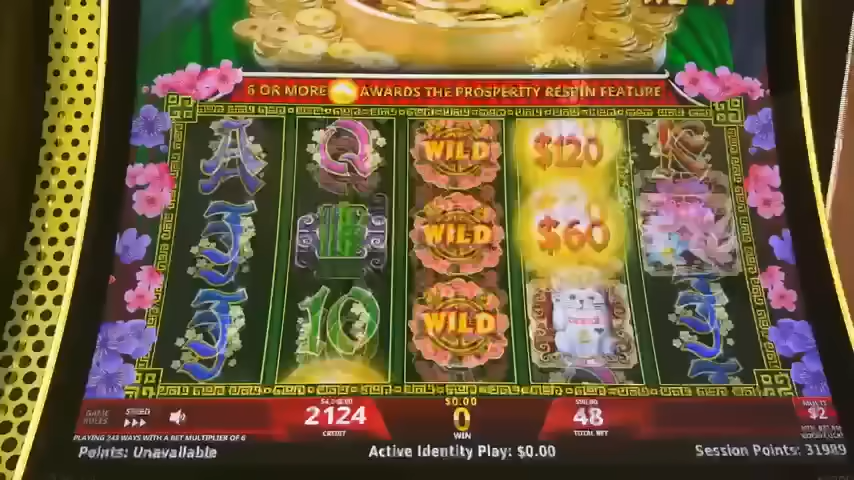 6 OR MORE AWARDS THE PROSPERITY RESPIN FEATURE
A Q WILD $120 K
J WILD $60
J 10 WILD J
GAME RULES SPEED $0.00 MULTI
2124 0 48 $2
CREDIT WIN TOTAL BET
PLAYING 243 WAYS WITH A BET MULTIPLIER OF 6
Points: Unavailable Active Identity Play: $0.00 Session Points: 31989